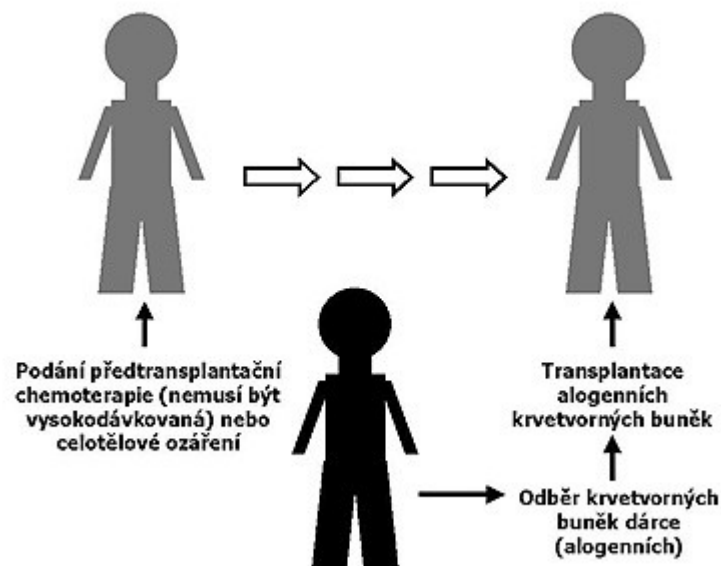 Podání předtransplantační
chemoterapie (nemusí být
vysokodávkovaná) nebo
celotělové ozáření
Transplantace
alogenních
krvetvorných buněk
Odběr krvetvorných
buněk dárce
(alogenních)